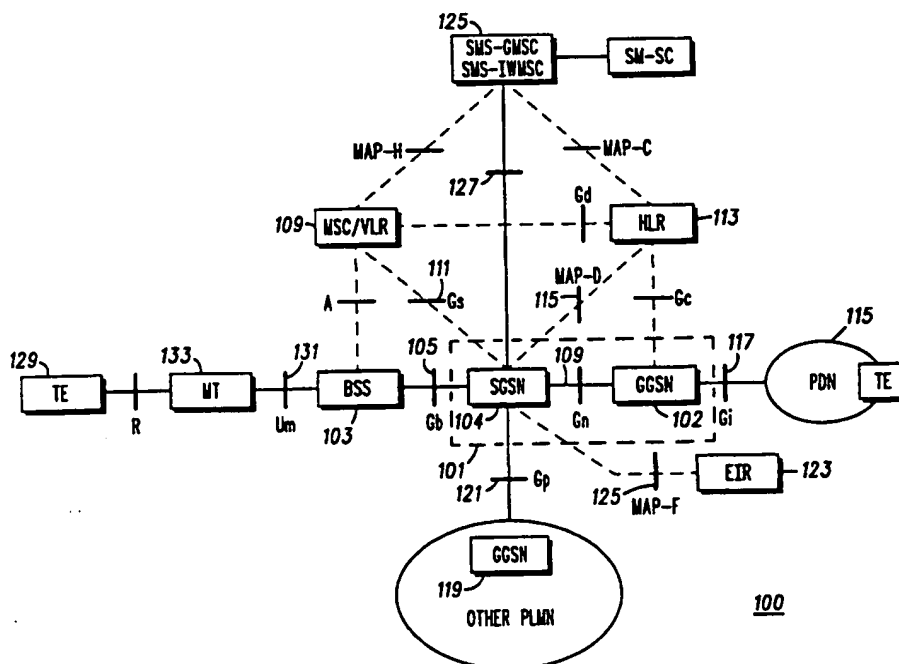 125
SMS-GMSC
SMS-IWMSC
SM-SC
MAP-H
MAP-C
127
Gd
109
MSC/VLR
HLR
113
111
MAP-D
A
Gs
115
Gc
115
129
133
131
105
109
117
TE
MT
BSS
SGSN
GGSN
PDN
TE
R
Um
103
Gb
104
Gn
102
Gi
101
121
Gp
125
EIR
123
MAP-F
GGSN
119
OTHER PLMN
100